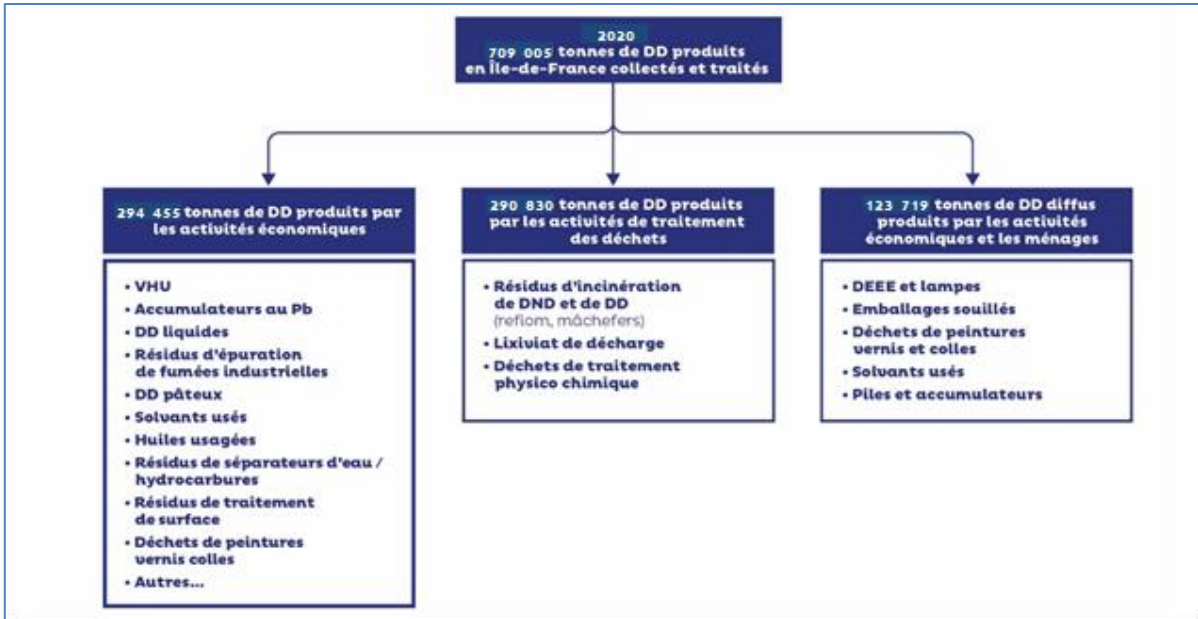 2020
709 005 tonnes de DD produits
en Île-de-France collectés et traités
294 455 tonnes de DD produits par
les activités économiques
• VHU
• Accumulateurs au Pb
• DD liquides
• Résidus d'épuration
de fumées industrielles
• DD pâteux
• Solvants usés
• Huiles usagées
• Résidus de séparateurs d'eau /
hydrocarbures
• Résidus de traitement
de surface
• Déchets de peintures
vernis colles
• Autres...
290 830 tonnes de DD produits
par les activités de traitement
des déchets
• Résidus d'incinération
de DND et de DD
(refiom, mâchefers)
• Lixiviat de décharge
• Déchets de traitement
physico chimique
123 719 tonnes de DD diffus
produits par les activités
économiques et les ménages
• DEEE et lampes
• Emballages souillés
• Déchets de peintures
vernis et colles
• Solvants usés
• Piles et accumulateurs